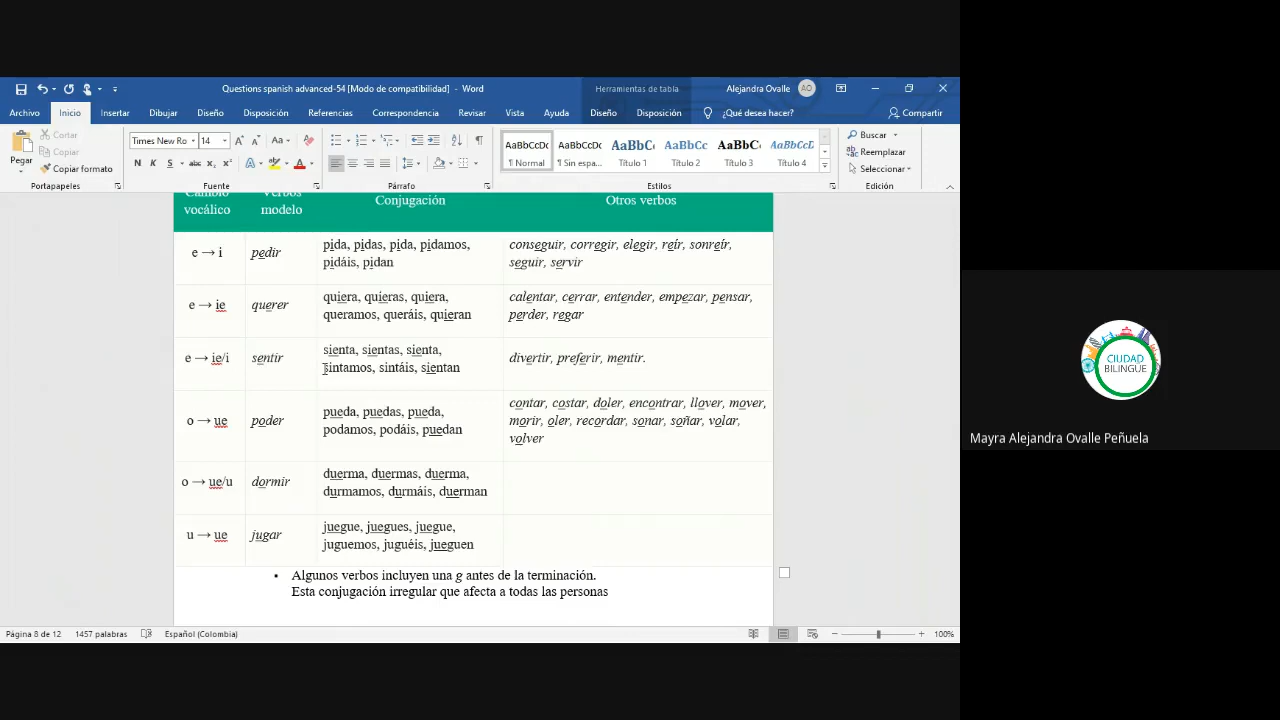 Questions spanish advanced-54 [Modo de compatibilidad] - Word
Herramientas de tabla
Alejandra Ovalle
AO
Archivo Inicio Insertar Dibujar Diseño Disposición Referencias Correspondencia Revisar Vista Ayuda Diseño Disposición ¿Qué desea hacer? Compartir
Pegar
Cortar
Copiar
Copiar formato
Portapapeles
Times New Ro 14
N K S abc x₂ x²
Fuente
Párrafo
AaBbCcDc AaBbCcDc AaBbCc AaBbCc AaBbCc AaBbCcD
¶ Normal ¶ Sin espa... Título 1 Título 2 Título 3 Título 4
Estilos
Buscar
Reemplazar
Seleccionar
Edición
Cambio vocálico
Verbos modelo
Conjugación
Otros verbos
e → i
pedir
pida, pidas, pida, pidamos,
pidáis, pidan
conseguir, corregir, elegir, reír, sonreír,
seguir, servir
e → ie
querer
quiera, quieras, quiera,
queramos, queráis, quieran
calentar, cerrar, entender, empezar, pensar,
perder, regar
e → ie/i
sentir
sienta, sientas, sienta,
sintamos, sintáis, sientan
divertir, preferir, mentir.
o → ue
poder
pueda, puedas, pueda,
podamos, podáis, puedan
contar, costar, doler, encontrar, llover, mover,
morir, oler, recordar, sonar, soñar, volar,
volver
o → ue/u
dormir
duerma, duermas, duerma,
durmamos, durmáis, duerman
u → ue
jugar
juegue, juegues, juegue,
juguemos, juguéis, jueguen
• Algunos verbos incluyen una g antes de la terminación.
Esta conjugación irregular que afecta a todas las personas
Página 8 de 12 1457 palabras Español (Colombia) 100%
CIUDAD
BILINGÜE
Mayra Alejandra Ovalle Peñuela